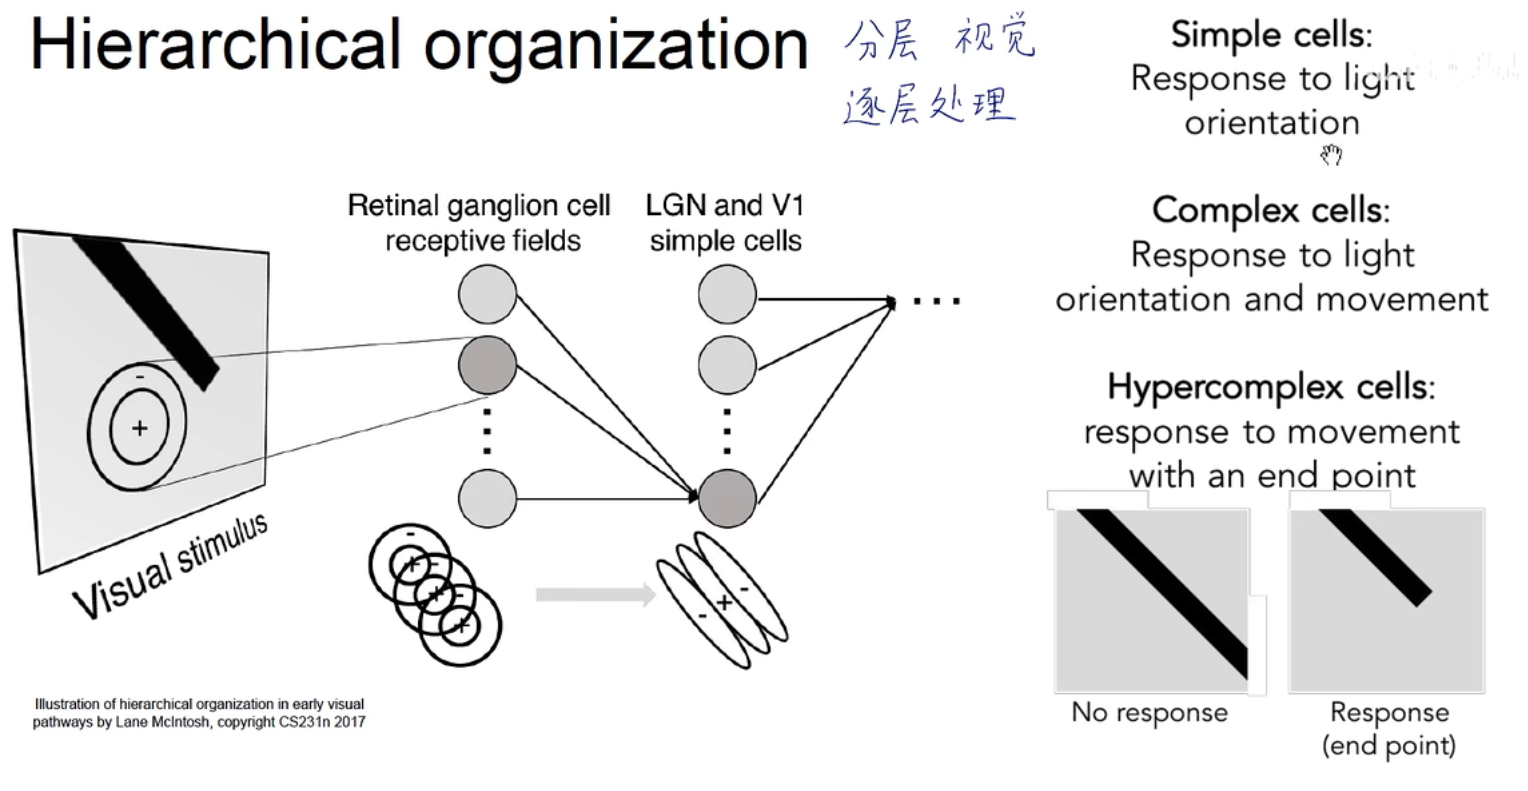 Hierarchical organization
分层 视觉
逐层处理
Simple cells:
Response to light
orientation
Complex cells:
Response to light
orientation and movement
Hypercomplex cells:
response to movement
with an end point
Retinal ganglion cell
receptive fields
LGN and V1
simple cells
...
-
+
Visual stimulus
-
+
-
+
-
+
-
+
-
No response
Response
(end point)
Illustration of hierarchical organization in early visual
pathways by Lane McIntosh, copyright CS231n 2017